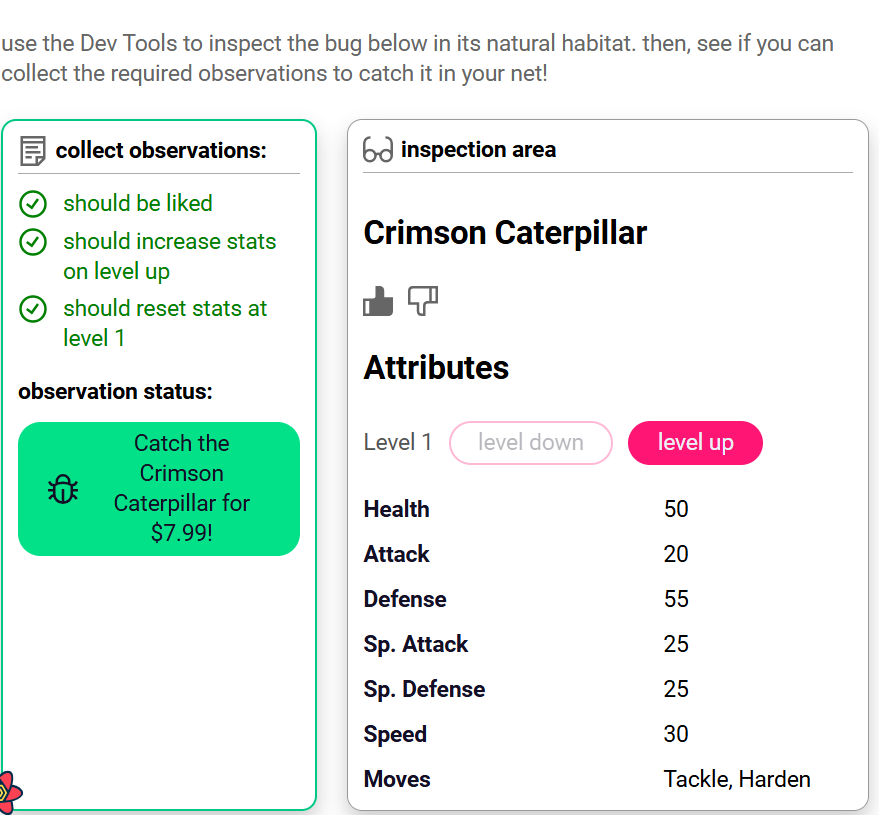 use the Dev Tools to inspect the bug below in its natural habitat. then, see if you can
collect the required observations to catch it in your net!
collect observations:
should be liked
should increase stats
on level up
should reset stats at
level 1
observation status:
Catch the
Crimson
Caterpillar for
$7.99!
inspection area
Crimson Caterpillar
Attributes
Level 1 level down level up
Health 50
Attack 20
Defense 55
Sp. Attack 25
Sp. Defense 25
Speed 30
Moves Tackle, Harden